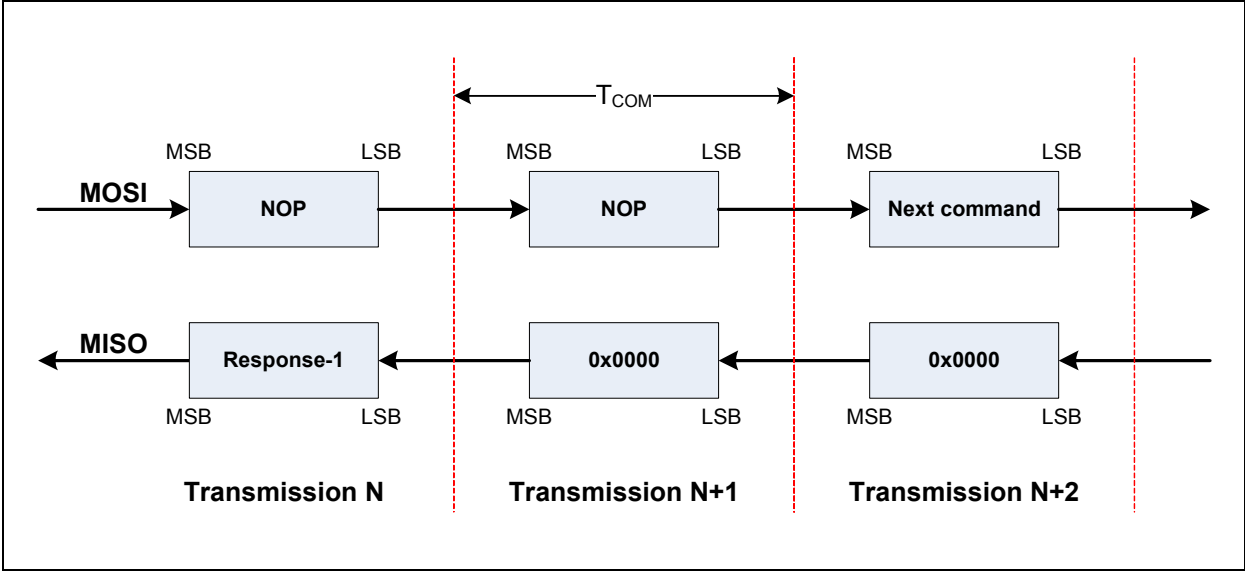 TCOM
MSB LSB MSB LSB MSB LSB
MOSI NOP NOP Next command
MISO Response-1 0x0000 0x0000
MSB LSB MSB LSB MSB LSB
Transmission N Transmission N+1 Transmission N+2